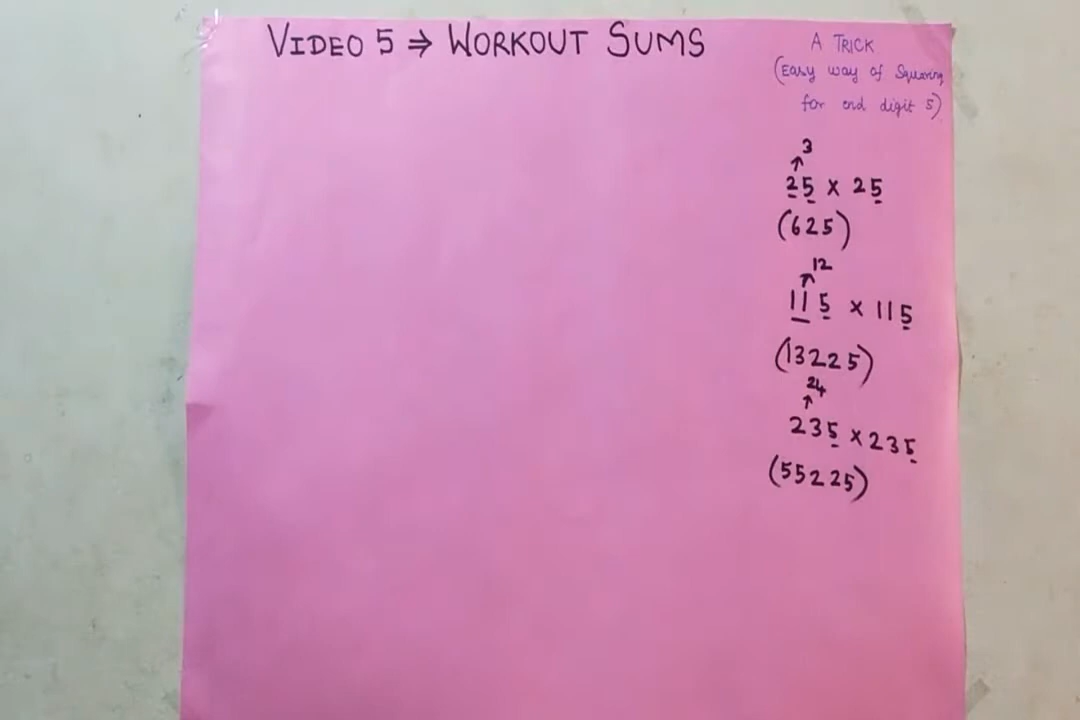 VIDEO 5 ⇒ WORKOUT SUMS
A TRICK
(Easy way of Squaring
for end digit 5)
3
↑
25 × 25
(625)
12
↑
115 × 115
(13225)
24
↑
235 × 235
(55225)